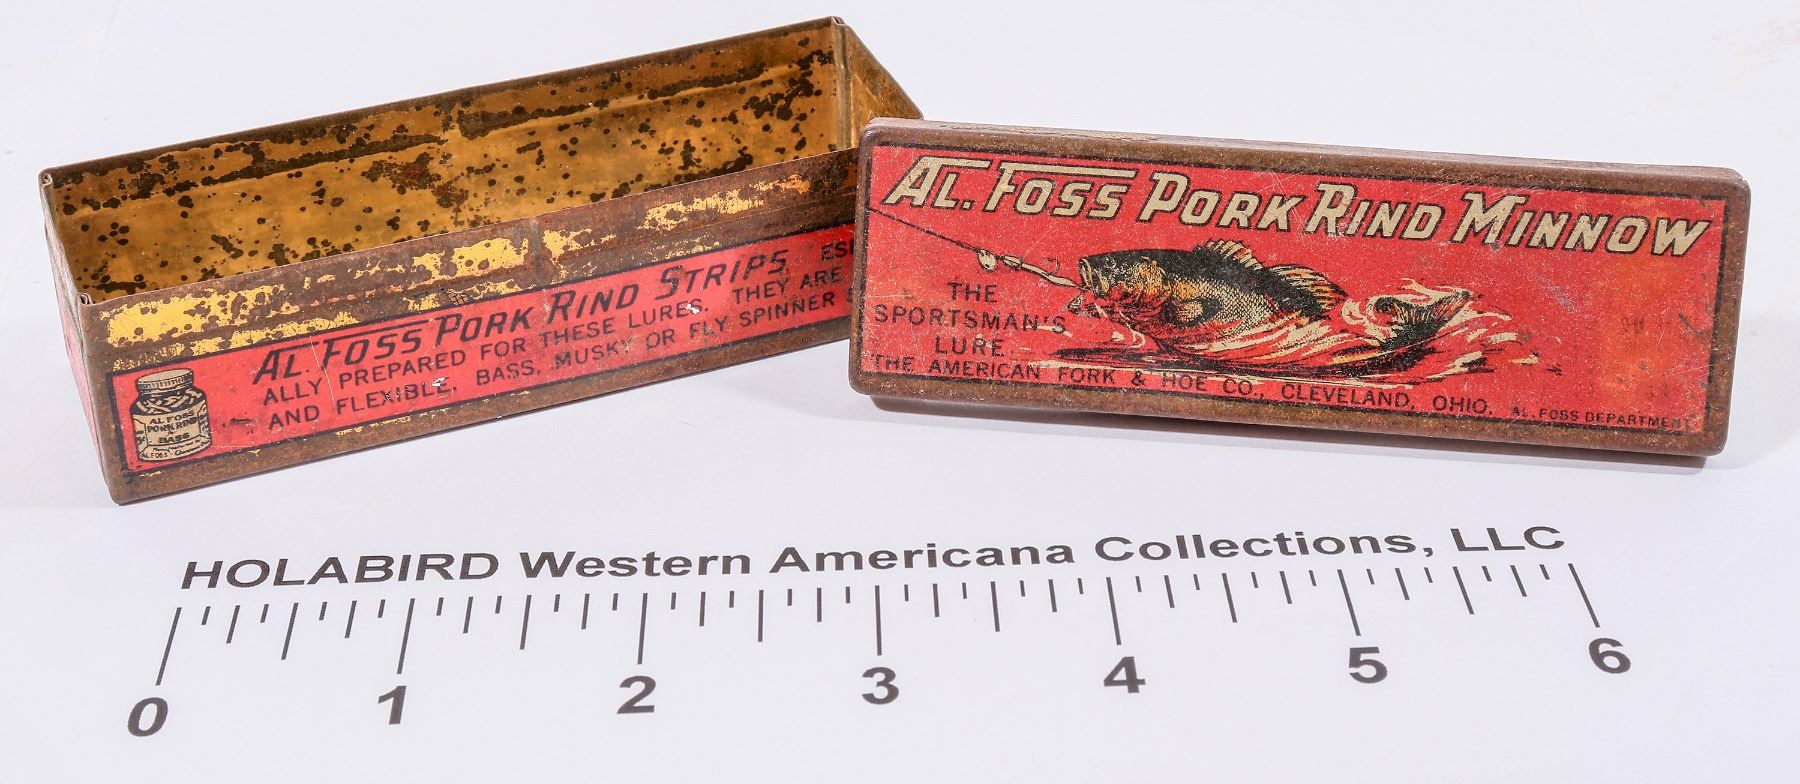 AL. FOSS PORK RIND STRIPS, ESP
ALLY PREPARED FOR THESE LURES. THEY ARE
AND FLEXIBLE, BASS, MUSKY OR FLY SPINNER S
AL FOSS
PORK RIND
BASS
AL FOSS
AL. FOSS PORK RIND MINNOW
THE
SPORTSMAN'S
LURE
THE AMERICAN FORK & HOE CO., CLEVELAND, OHIO.
AL. FOSS DEPARTMENT
HOLABIRD Western Americana Collections, LLC
0 1 2 3 4 5 6